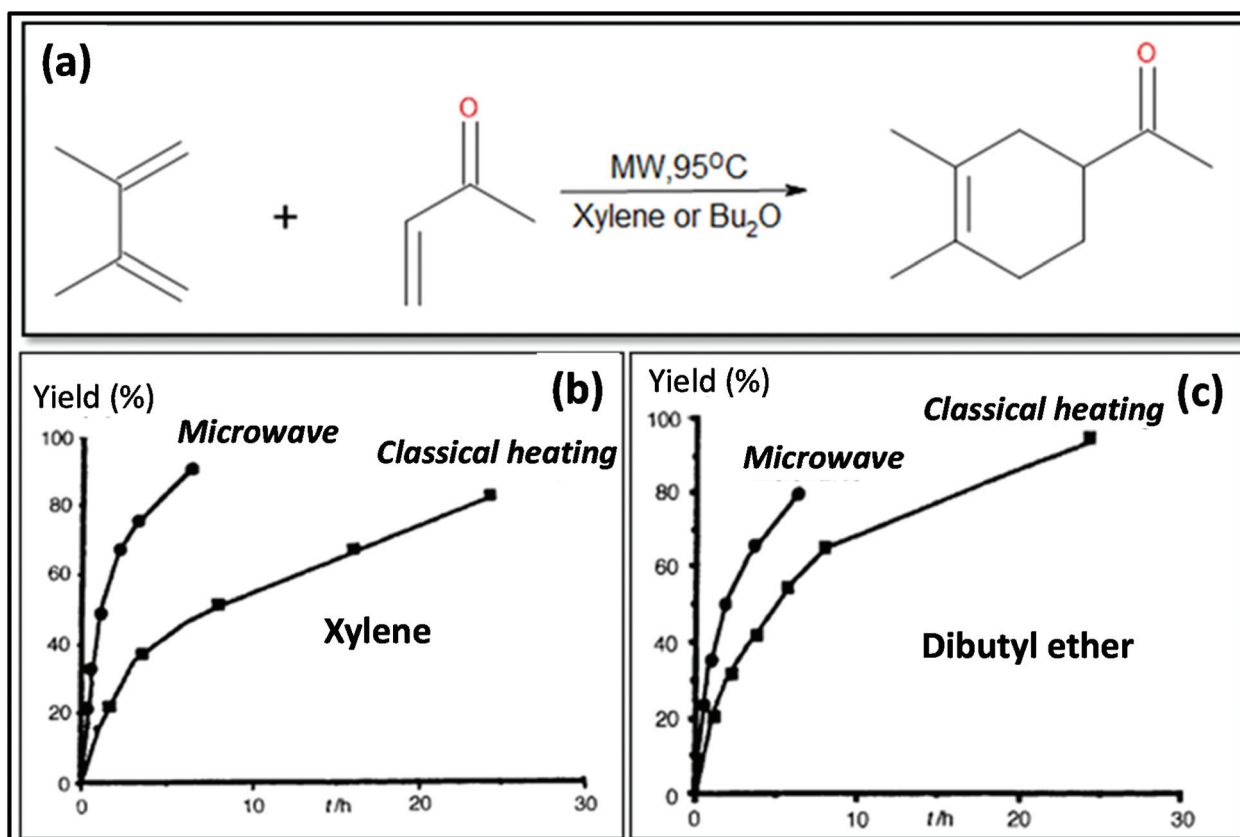 (a)
O
O
+
MW,95°C
Xylene or Bu₂O
Yield (%)
(b)
Microwave
Classical heating
100
80
60
40
20
0
Xylene
0 10 20 30
t/h
Yield (%)
(c)
Classical heating
Microwave
100
80
60
40
20
0
Dibutyl ether
0 10 20 30
t/h